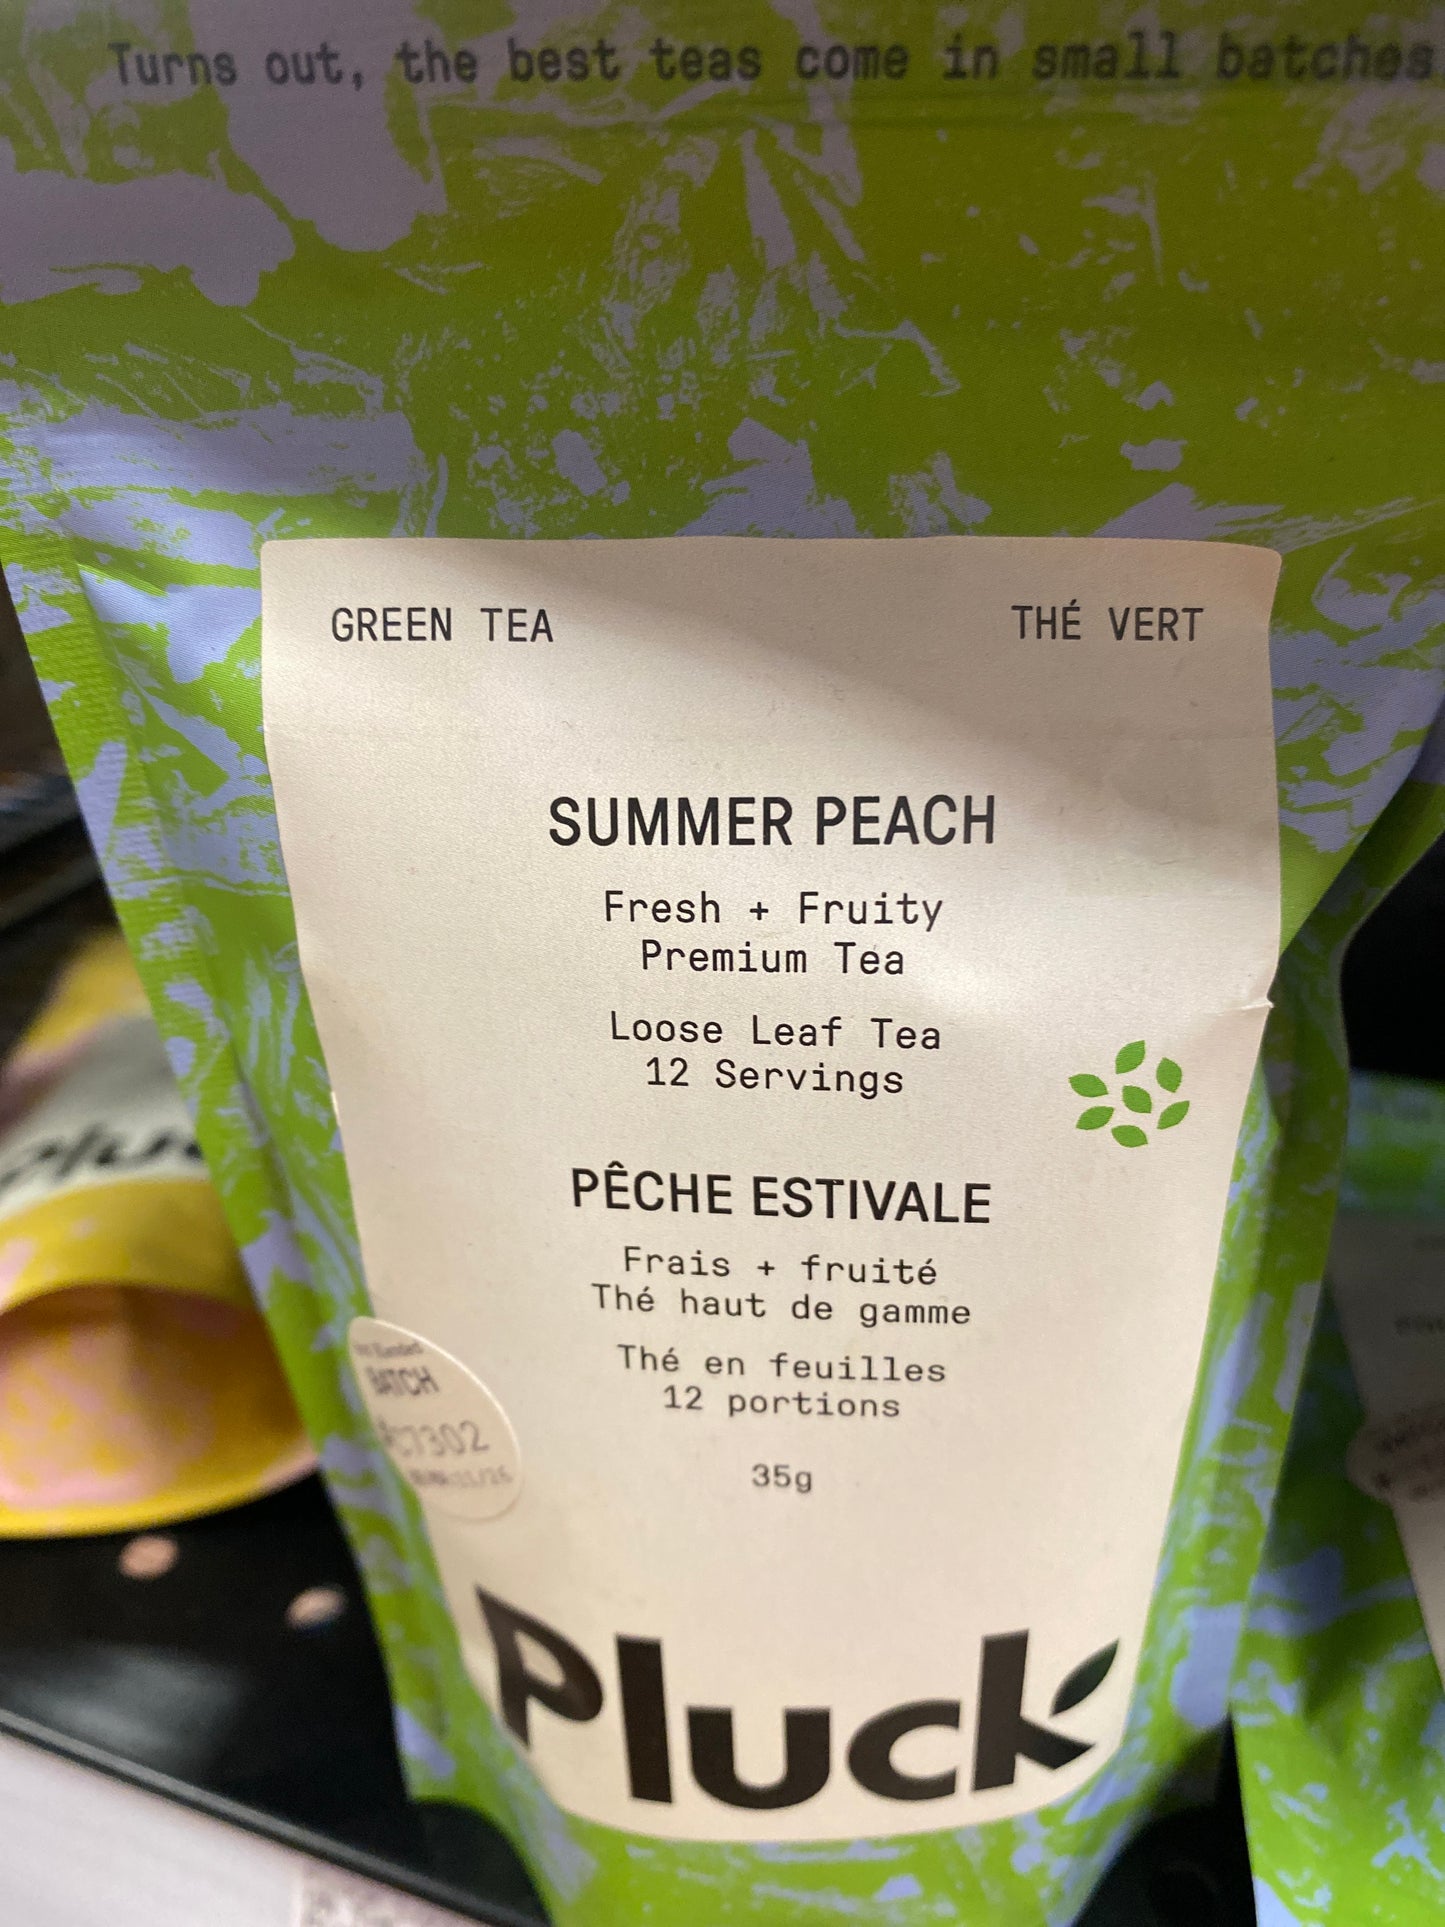 Turns out, the best teas come in small batches
GREEN TEA
THÉ VERT
SUMMER PEACH
Fresh + Fruity
Premium Tea
Loose Leaf Tea
12 Servings
PÊCHE ESTIVALE
Frais + fruité
Thé haut de gamme
Thé en feuilles
12 portions
35g
BATCH
Pluck